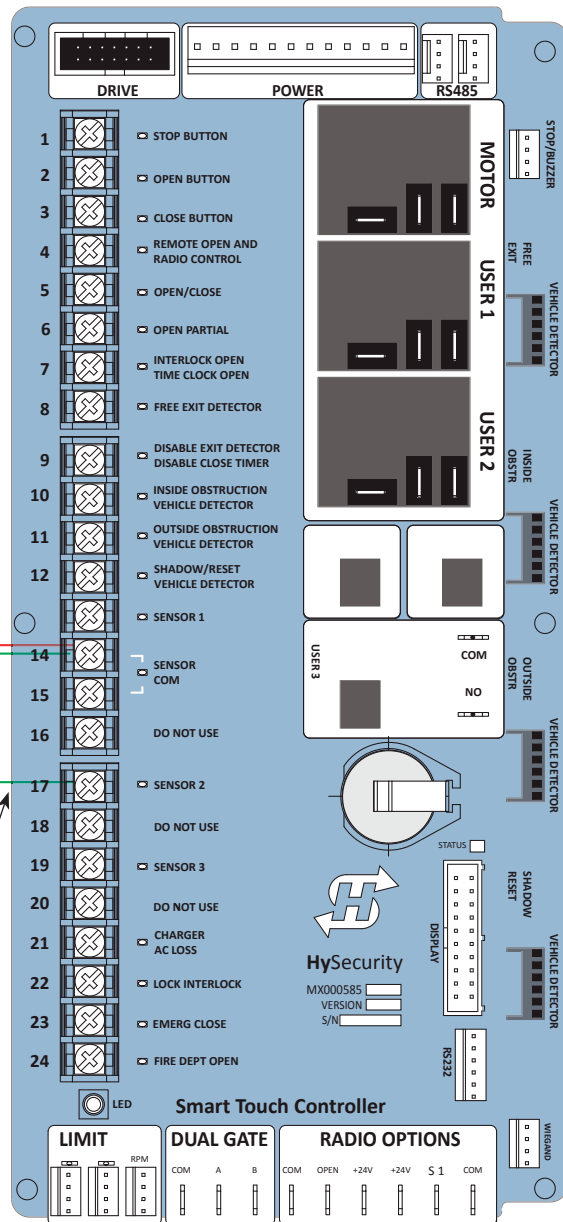 DRIVE
POWER
RS485
1 STOP BUTTON
2 OPEN BUTTON
3 CLOSE BUTTON
4 REMOTE OPEN AND
RADIO CONTROL
5 OPEN/CLOSE
6 OPEN PARTIAL
7 INTERLOCK OPEN
TIME CLOCK OPEN
8 FREE EXIT DETECTOR
9 DISABLE EXIT DETECTOR
DISABLE CLOSE TIMER
10 INSIDE OBSTRUCTION
VEHICLE DETECTOR
11 OUTSIDE OBSTRUCTION
VEHICLE DETECTOR
12 SHADOW/RESET
VEHICLE DETECTOR
SENSOR 1
14
SENSOR
COM
15
16 DO NOT USE
17 SENSOR 2
18 DO NOT USE
19 SENSOR 3
20 DO NOT USE
21 CHARGER
AC LOSS
22 LOCK INTERLOCK
23 EMERG CLOSE
24 FIRE DEPT OPEN
LED
MOTOR
USER 1
USER 2
USER 3
COM
NO
STOP/BUZZER
FREE
EXIT
VEHICLE DETECTOR
INSIDE
OBSTR
VEHICLE DETECTOR
OUTSIDE
OBSTR
VEHICLE DETECTOR
STATUS
SHADOW
RESET
VEHICLE DETECTOR
DISPLAY
HySecurity
MX000585
VERSION
S/N
RS232
WIEGAND
Smart Touch Controller
LIMIT
RPM
DUAL GATE
COM A B
RADIO OPTIONS
COM OPEN +24V +24V S 1 COM